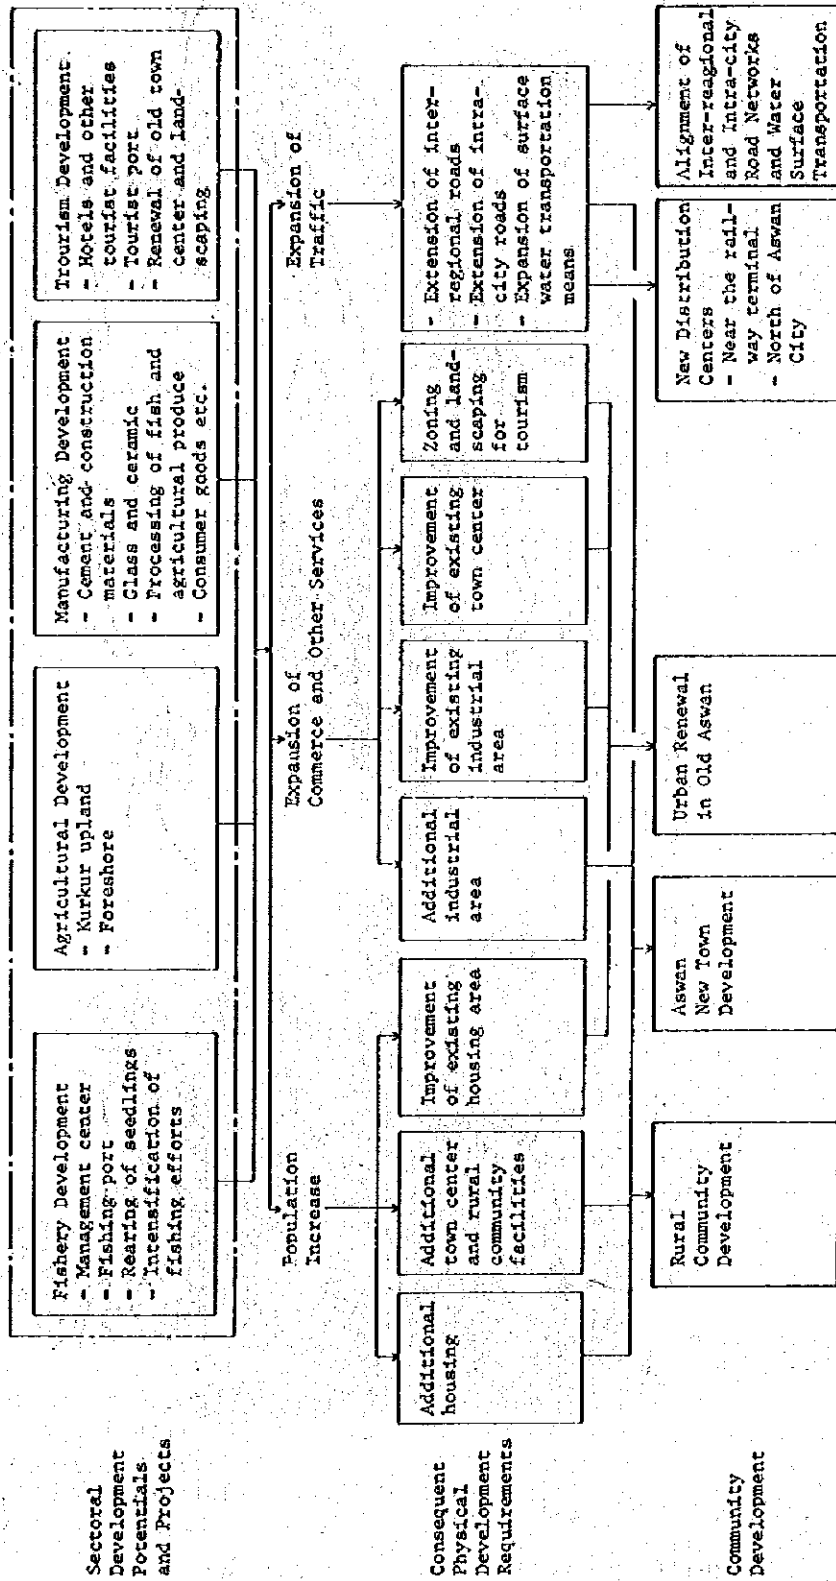 Sectoral
Development
Potentials
and Projects
Fishery Development
- Management center
- Fishing port
- Rearing of seedlings
- Intensification of
fishing efforts
Agricultural Development
- Kurkur upland
- Foreshore
Manufacturing Development
- Cement and construction
materials
- Glass and ceramic
- Processing of fish and
agricultural produce
- Consumer goods etc.
Trourism Development
- Hotels and other
tourist facilities
- Tourist port
- Renewal of old town
center and land-
scaping
Population
Increase
Expansion of
Commerce and Other Services
Expansion of
Traffic
Consequent
Physical
Development
Requirements
Additional
housing
Additional
town center
and rural
community
facilities
Improvement
of existing
housing area
Additional
industrial
area
Improvement
of existing
industrial
area
Improvement
of existing
town center
Zoning
and land-
scaping
for
tourism
- Extension of inter-
regional roads
- Extension of intra-
city roads
- Expansion of surface
water transportation
means
Community
Development
Rural
Community
Development
Aswan
New Town
Development
Urban Renewal
in Old Aswan
New Distribution
Centers
- Near the rail-
way terminal
- North of Aswan
City
Alignment of
Inter-reagional
and Intra-city
Road Networks
and Water
Surface
Transportation